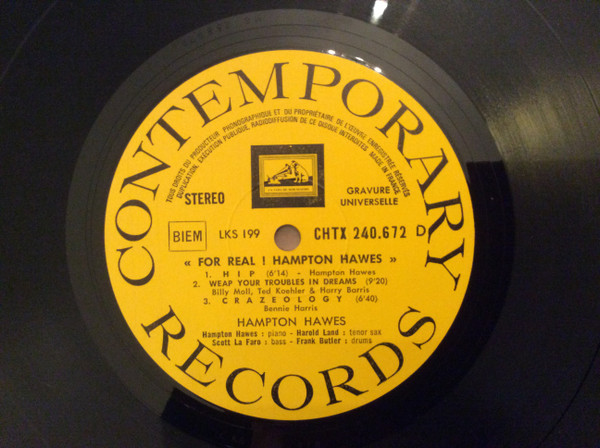 CONTEMPORARY
TOUS DROITS DU PRODUCTEUR PHONOGRAPHIQUE ET DU PROPRIÉTAIRE DE L'ŒUVRE ENREGISTRÉE RÉSERVÉS
DUPLICATION, EXÉCUTION PUBLIQUE, RADIODIFFUSION DE CE DISQUE INTERDITES MADE IN FRANCE
STEREO
GRAVURE
UNIVERSELLE
BIEM LKS 199 CHTX 240.672 D
« FOR REAL ! HAMPTON HAWES »
1. HIP (6'14) - Hampton Hawes
2. WEAP YOUR TROUBLES IN DREAMS (9'20)
Billy Moll, Ted Koehler & Harry Barris
3. CRAZEOLOGY (6'40)
Bennie Harris
HAMPTON HAWES
Hampton Hawes : piano - Harold Land : tenor sax
Scott La Faro : bass - Frank Butler : drums
RECORDS